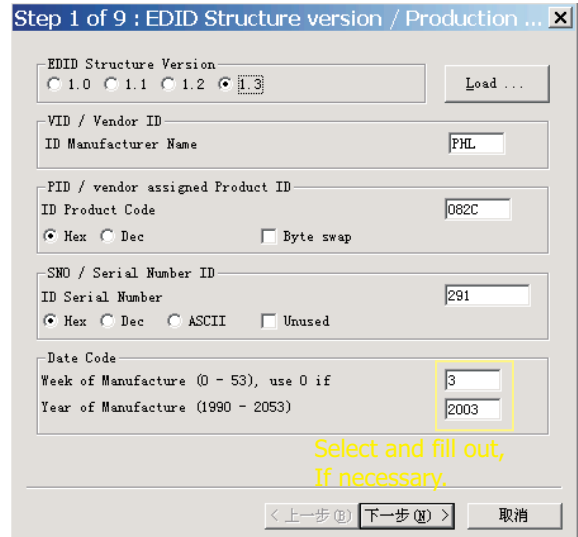 Step 1 of 9 : EDID Structure version / Production ...
EDID Structure Version
1.0 1.1 1.2 1.3
Load ...
VID / Vendor ID
ID Manufacturer Name PHL
PID / vendor assigned Product ID
ID Product Code 082C
Hex Dec Byte swap
SNO / Serial Number ID
ID Serial Number 291
Hex Dec ASCII Unused
Date Code
Week of Manufacture (0 - 53), use 0 if 3
Year of Manufacture (1990 - 2053) 2003
Select and fill out,
If necessary.
< 上一步(B) 下一步(N) > 取消